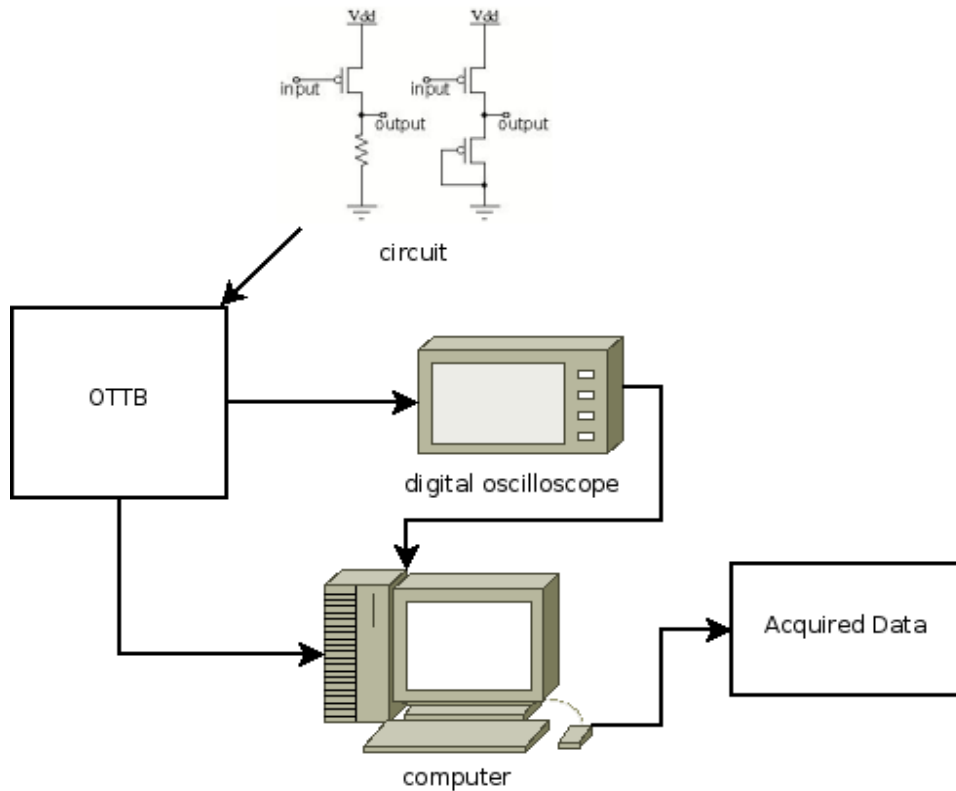 Vdd Vdd
input input
output output
circuit
OTTB
digital oscilloscope
Acquired Data
computer